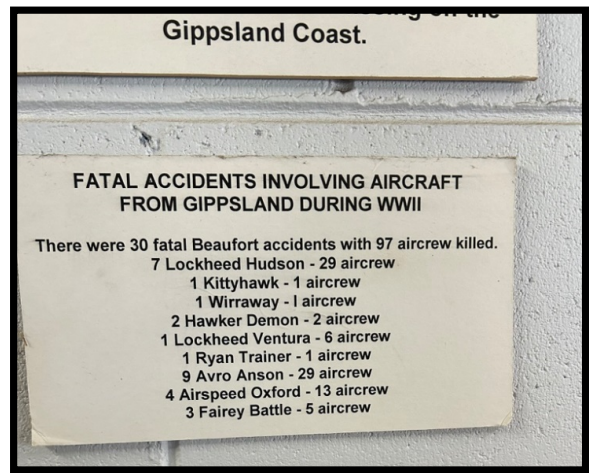 on the
Gippsland Coast.
FATAL ACCIDENTS INVOLVING AIRCRAFT
FROM GIPPSLAND DURING WWII
There were 30 fatal Beaufort accidents with 97 aircrew killed.
7 Lockheed Hudson - 29 aircrew
1 Kittyhawk - 1 aircrew
1 Wirraway - I aircrew
2 Hawker Demon - 2 aircrew
1 Lockheed Ventura - 6 aircrew
1 Ryan Trainer - 1 aircrew
9 Avro Anson - 29 aircrew
4 Airspeed Oxford - 13 aircrew
3 Fairey Battle - 5 aircrew